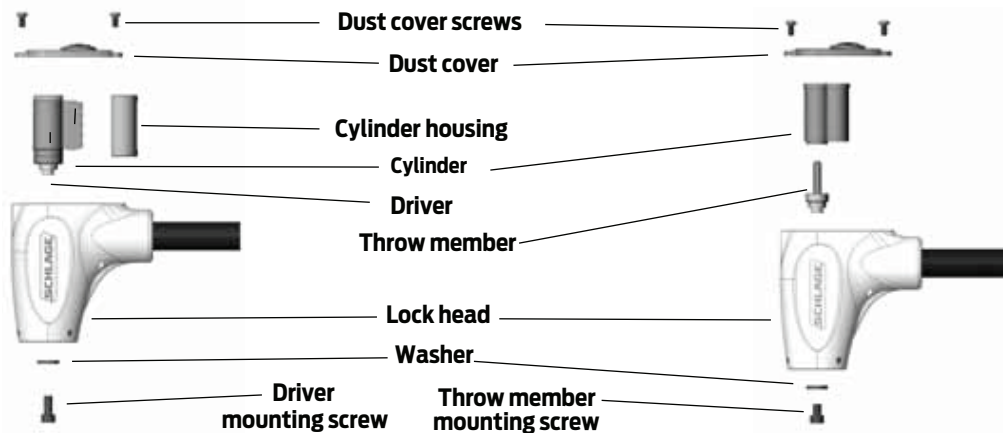 Dust cover screws
Dust cover
Cylinder housing
Cylinder
Driver
Throw member
SCHLAGE
SCHLAGE
Lock head
Washer
Driver
mounting screw
Throw member
mounting screw